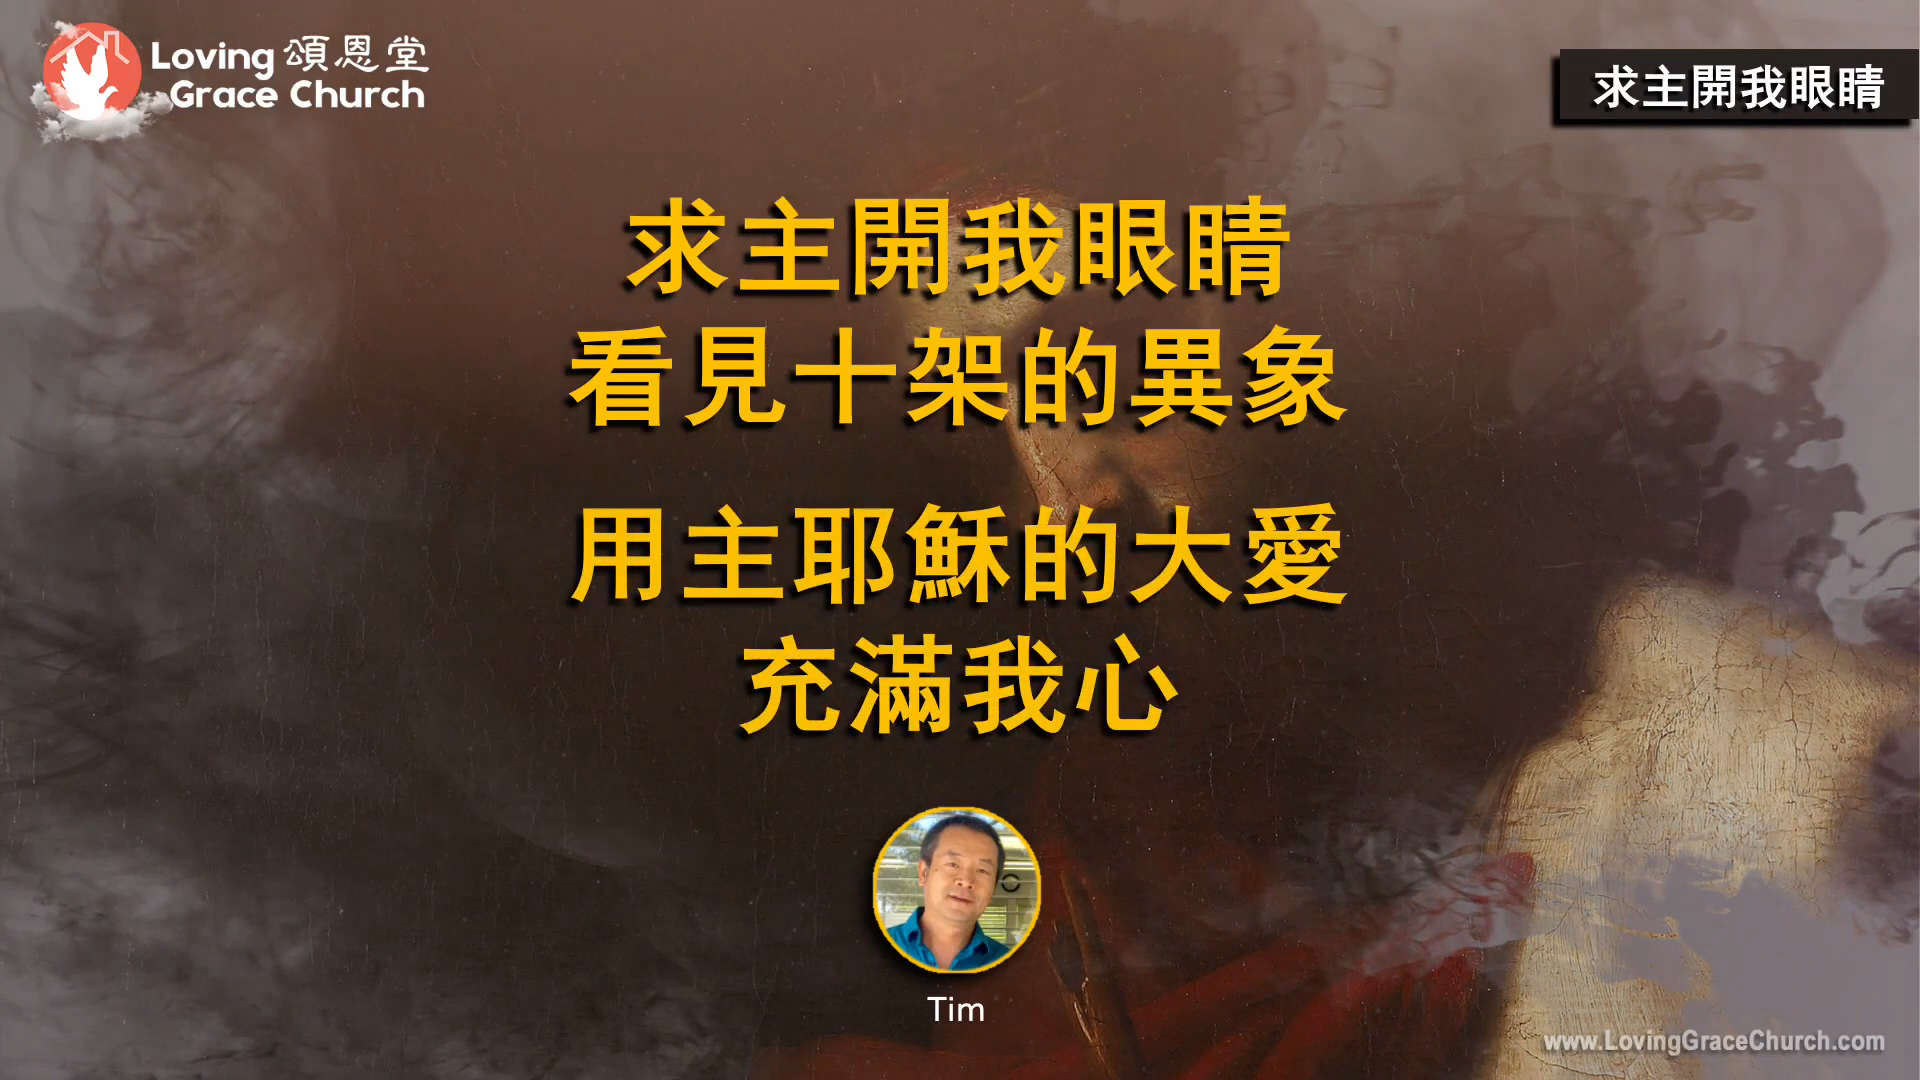 Loving 頌恩堂
Grace Church
求主開我眼睛
求主開我眼睛
看見十架的異象
用主耶穌的大愛
充滿我心
Tim
www.LovingGraceChurch.com